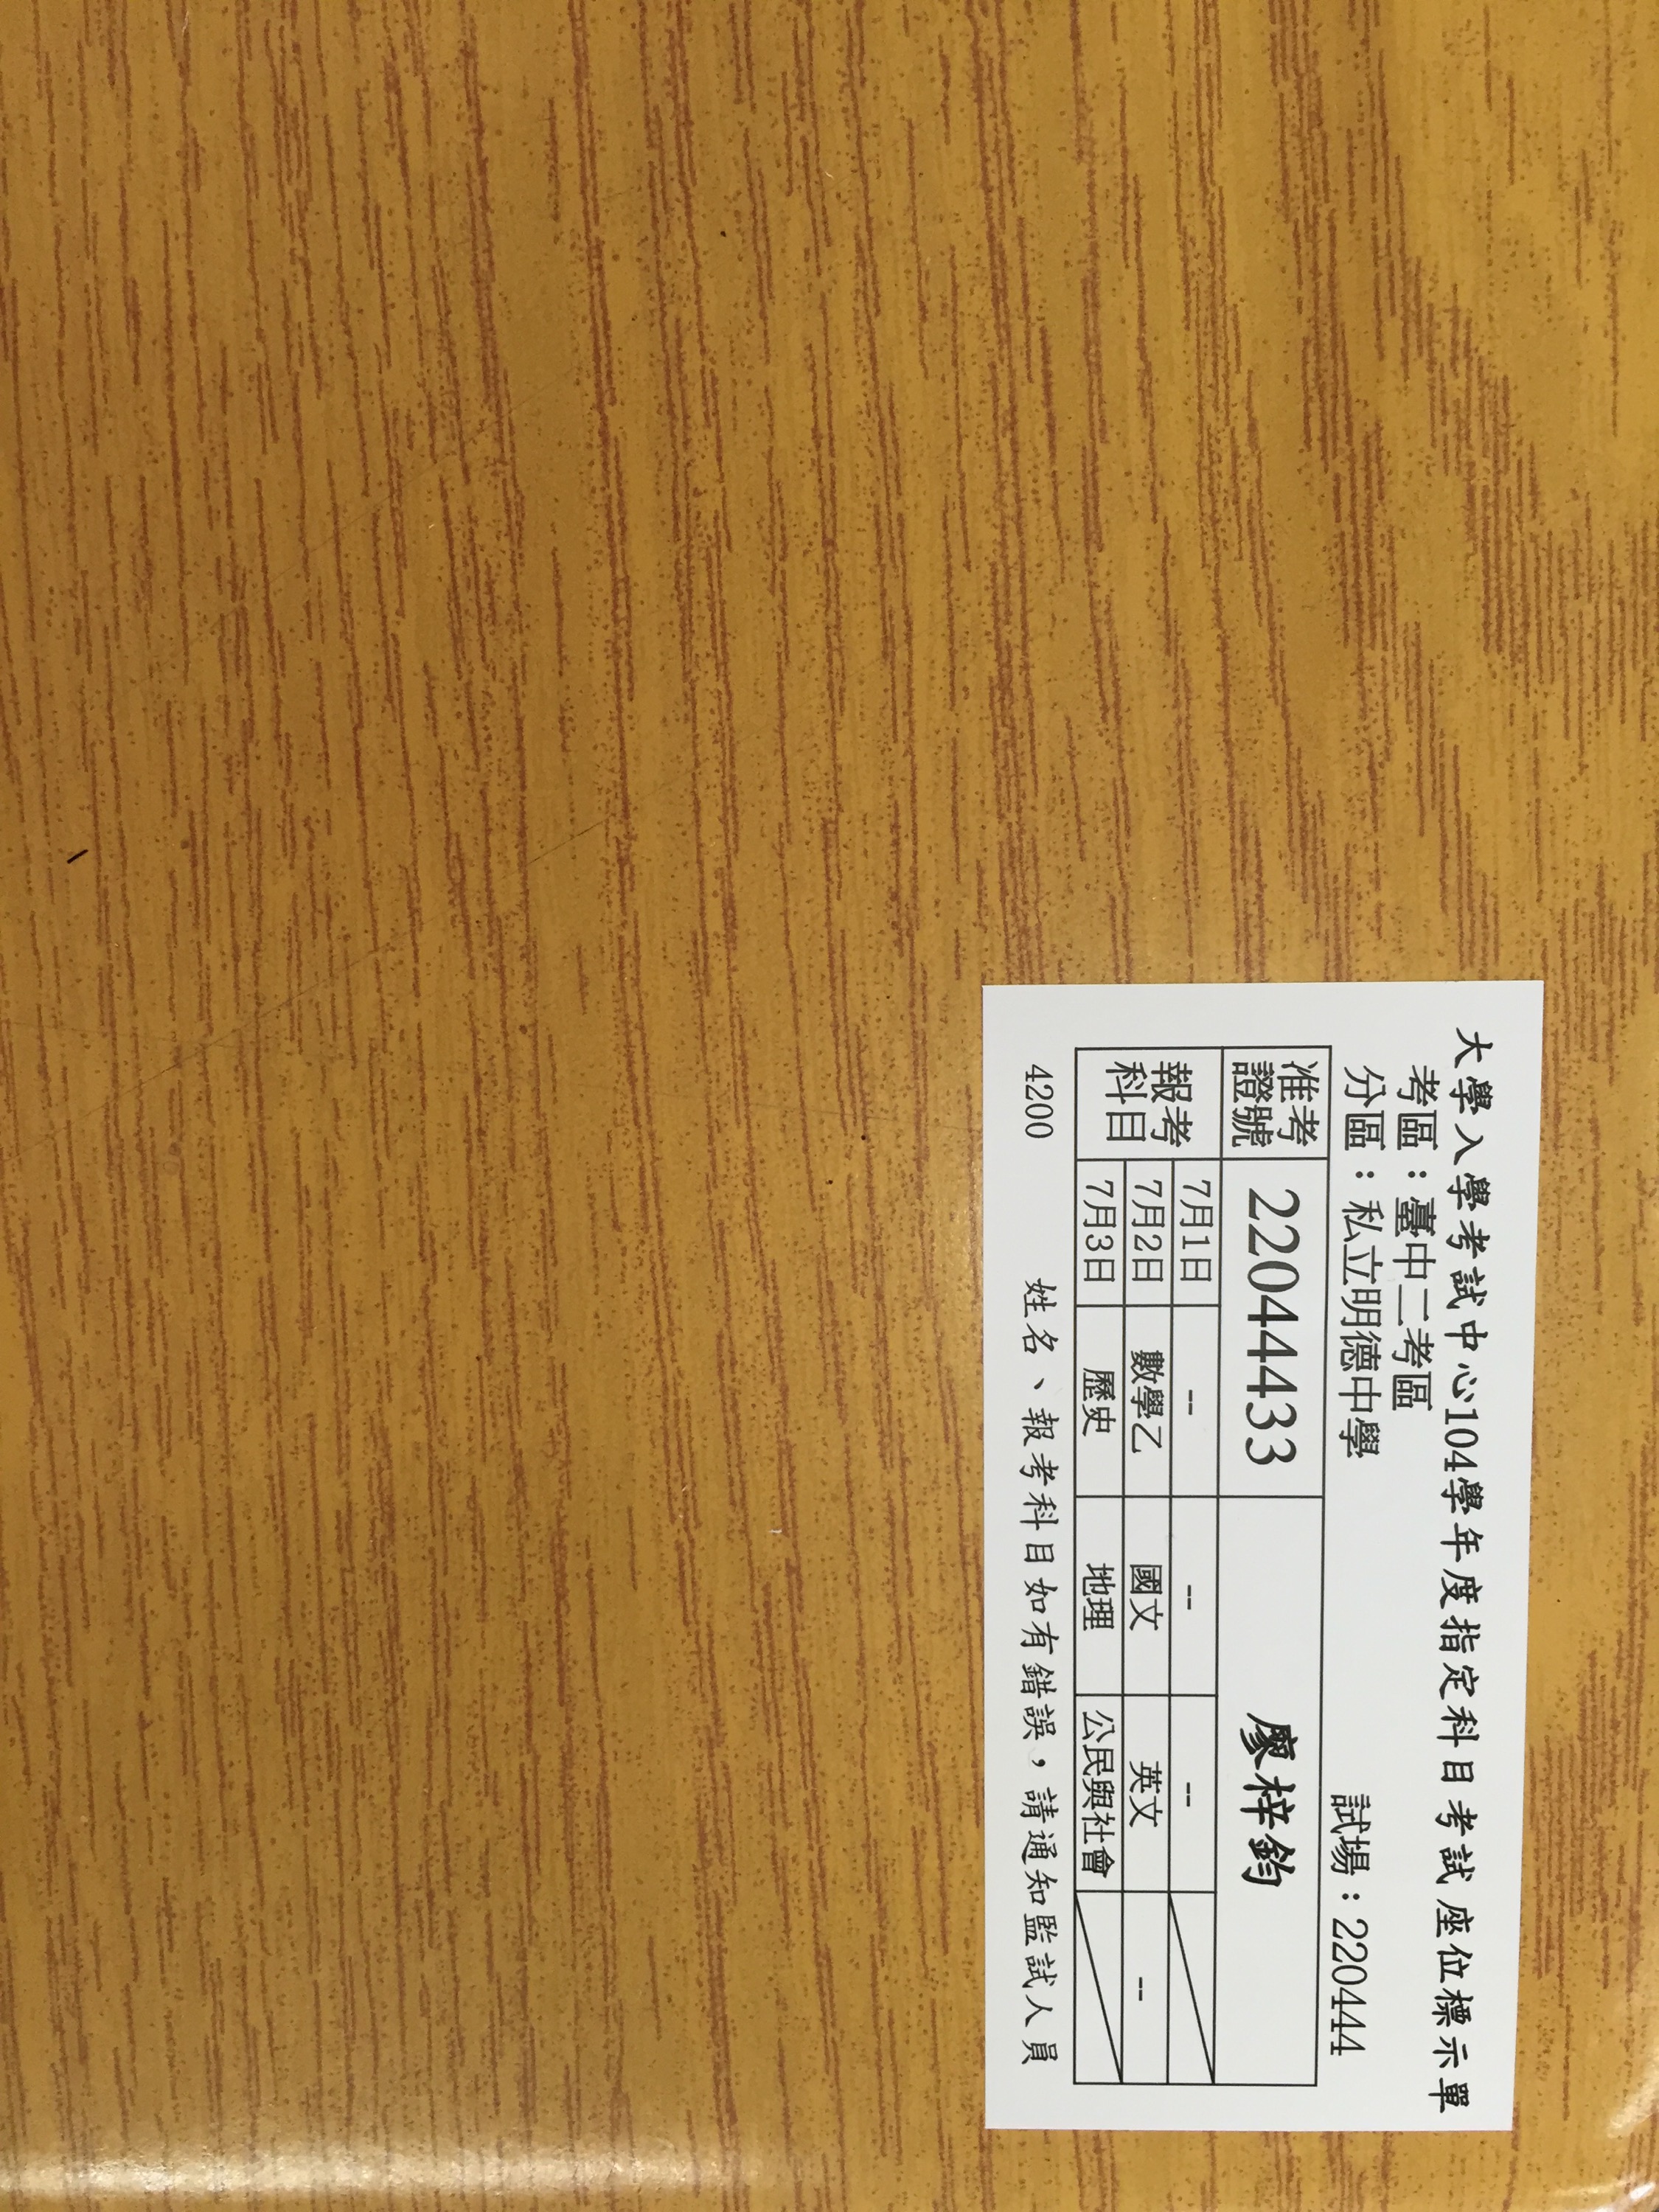 大學入學考試中心104學年度指定科目考試座位標示單
考區：臺中二考區
分區：私立明德中學 試場：220444
准考證號 22044433 廖梓鈞
報考科目 7月1日 -- -- --
7月2日 數學乙 國文 英文 --
7月3日 歷史 地理 公民與社會
4200 姓名、報考科目如有錯誤，請通知監試人員